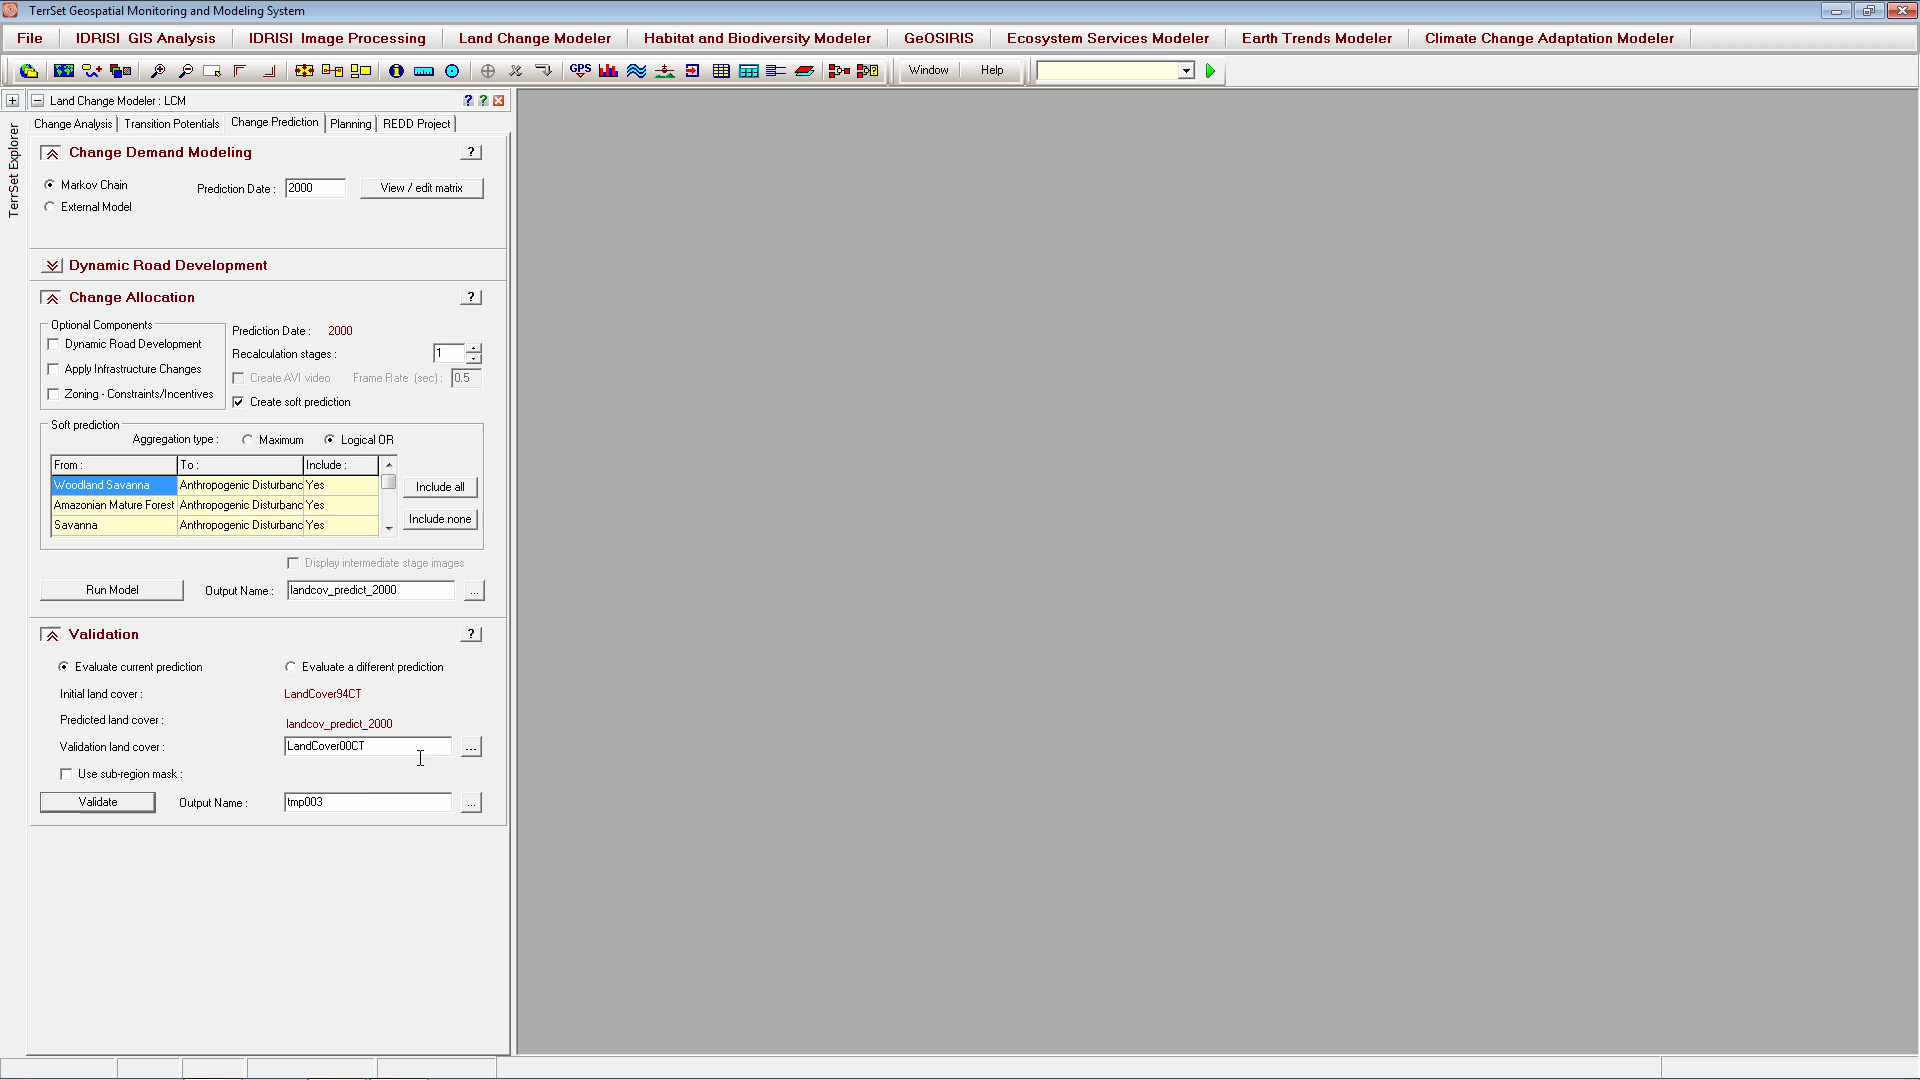 TerrSet Geospatial Monitoring and Modeling System
File IDRISI GIS Analysis IDRISI Image Processing Land Change Modeler Habitat and Biodiversity Modeler GeOSIRIS Ecosystem Services Modeler Earth Trends Modeler Climate Change Adaptation Modeler
GPS Window Help
Land Change Modeler : LCM ? ?
TerrSet Explorer
Change Analysis Transition Potentials Change Prediction Planning REDD Project
Change Demand Modeling ?
Markov Chain Prediction Date : 2000 View / edit matrix
External Model
Dynamic Road Development
Change Allocation ?
Optional Components
Prediction Date : 2000
Dynamic Road Development
Recalculation stages : 1
Apply Infrastructure Changes
Create AVI video Frame Rate (sec) : 0.5
Zoning - Constraints/Incentives
Create soft prediction
Soft prediction
Aggregation type : Maximum Logical OR
From : To : Include :
Woodland Savanna Anthropogenic Disturbanc Yes Include all
Amazonian Mature Forest Anthropogenic Disturbanc Yes
Savanna Anthropogenic Disturbanc Yes Include none
Display intermediate stage images
Run Model Output Name : landcov_predict_2000 ...
Validation ?
Evaluate current prediction Evaluate a different prediction
Initial land cover : LandCover94CT
Predicted land cover : landcov_predict_2000
Validation land cover : LandCover00CT ...
Use sub-region mask :
Validate Output Name : tmp003 ...